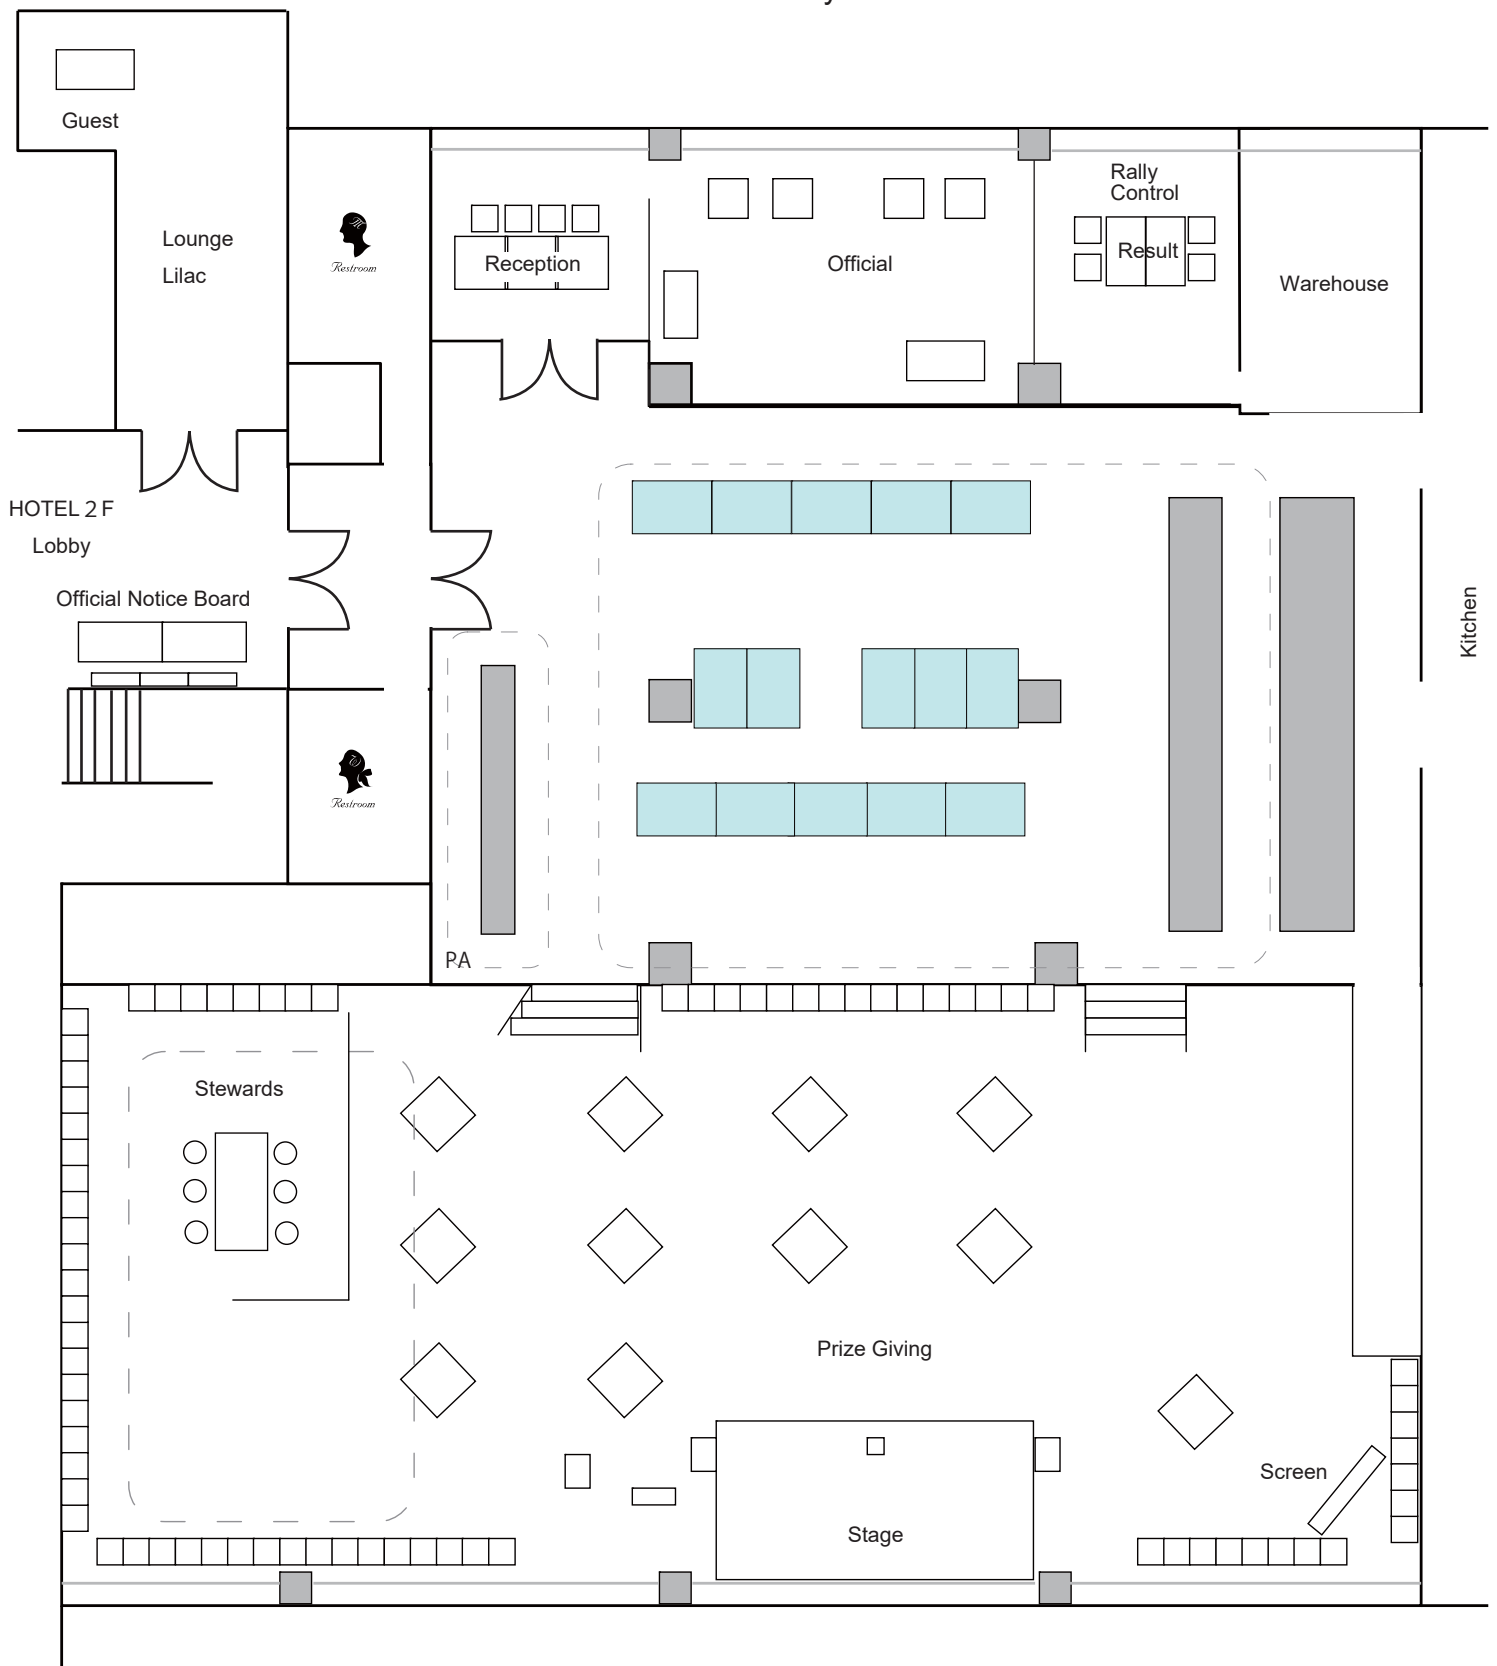 y
Guest
Lounge
Lilac
Restroom
Reception
Official
Rally
Control
Result
Warehouse
HOTEL 2 F
Lobby
Official Notice Board
Kitchen
Restroom
PA
Stewards
Prize Giving
Screen
Stage